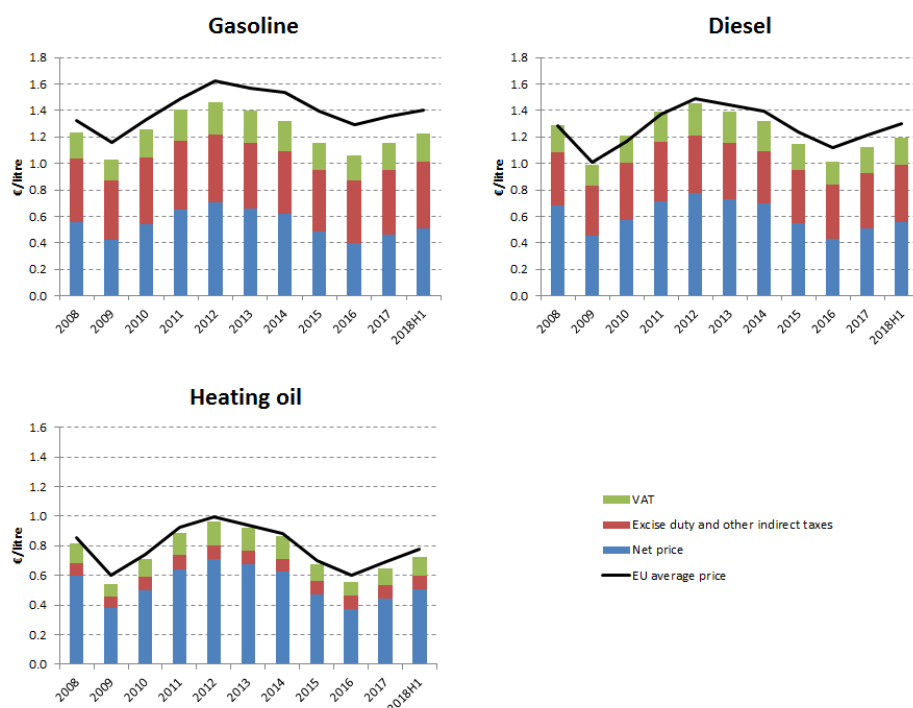 Gasoline
1.8
1.6
1.4
1.2
1.0
0.8
0.6
0.4
0.2
0.0
€/litre
2008 2009 2010 2011 2012 2013 2014 2015 2016 2017 2018H1
Diesel
1.8
1.6
1.4
1.2
1.0
0.8
0.6
0.4
0.2
0.0
€/litre
2008 2009 2010 2011 2012 2013 2014 2015 2016 2017 2018H1
Heating oil
1.6
1.4
1.2
1.0
0.8
0.6
0.4
0.2
0.0
€/litre
2008 2009 2010 2011 2012 2013 2014 2015 2016 2017 2018H1
VAT
Excise duty and other indirect taxes
Net price
EU average price